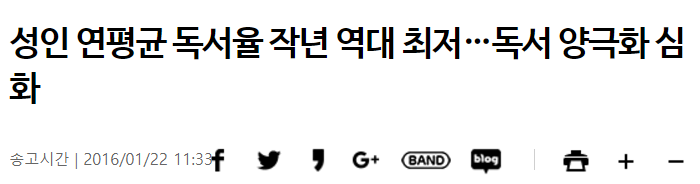 성인 연평균 독서율 작년 역대 최저…독서 양극화 심
화
송고시간 | 2016/01/22 11:33
G+ BAND blog